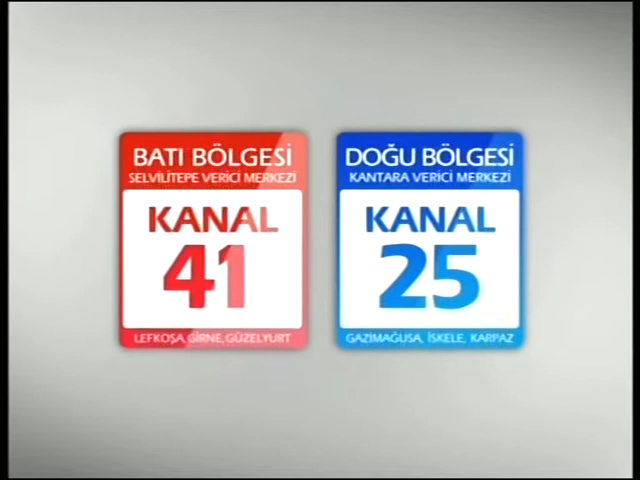 BATI BÖLGESİ
SELVİLİTEPE VERİCİ MERKEZİ
KANAL
41
LEFKOŞA, GİRNE, GÜZELYURT
DOĞU BÖLGESİ
KANTARA VERİCİ MERKEZİ
KANAL
25
GAZİMAĞUSA, İSKELE, KARPAZ